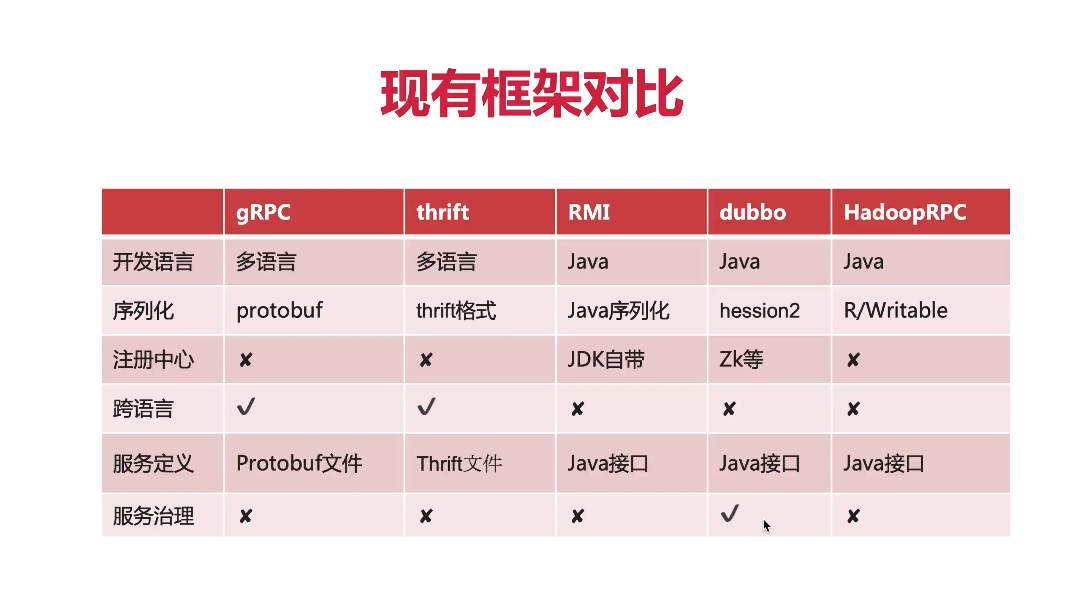 现有框架对比
gRPC thrift RMI dubbo HadoopRPC
开发语言 多语言 多语言 Java Java Java
序列化 protobuf thrift格式 Java序列化 hession2 R/Writable
注册中心 ✘ ✘ JDK自带 Zk等 ✘
跨语言 ✓ ✓ ✘ ✘ ✘
服务定义 Protobuf文件 Thrift文件 Java接口 Java接口 Java接口
服务治理 ✘ ✘ ✘ ✓ ✘